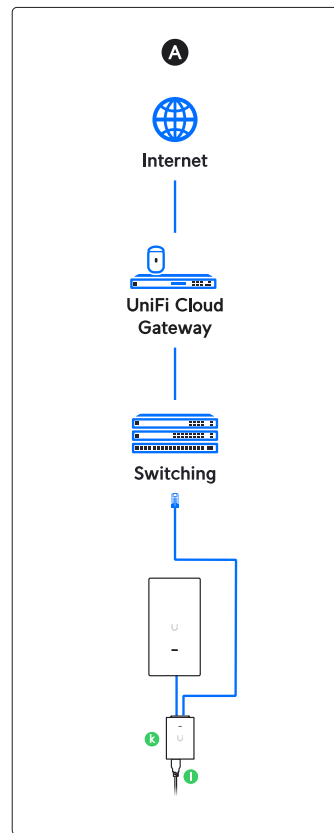 A
Internet
UniFi Cloud
Gateway
Switching
k
l